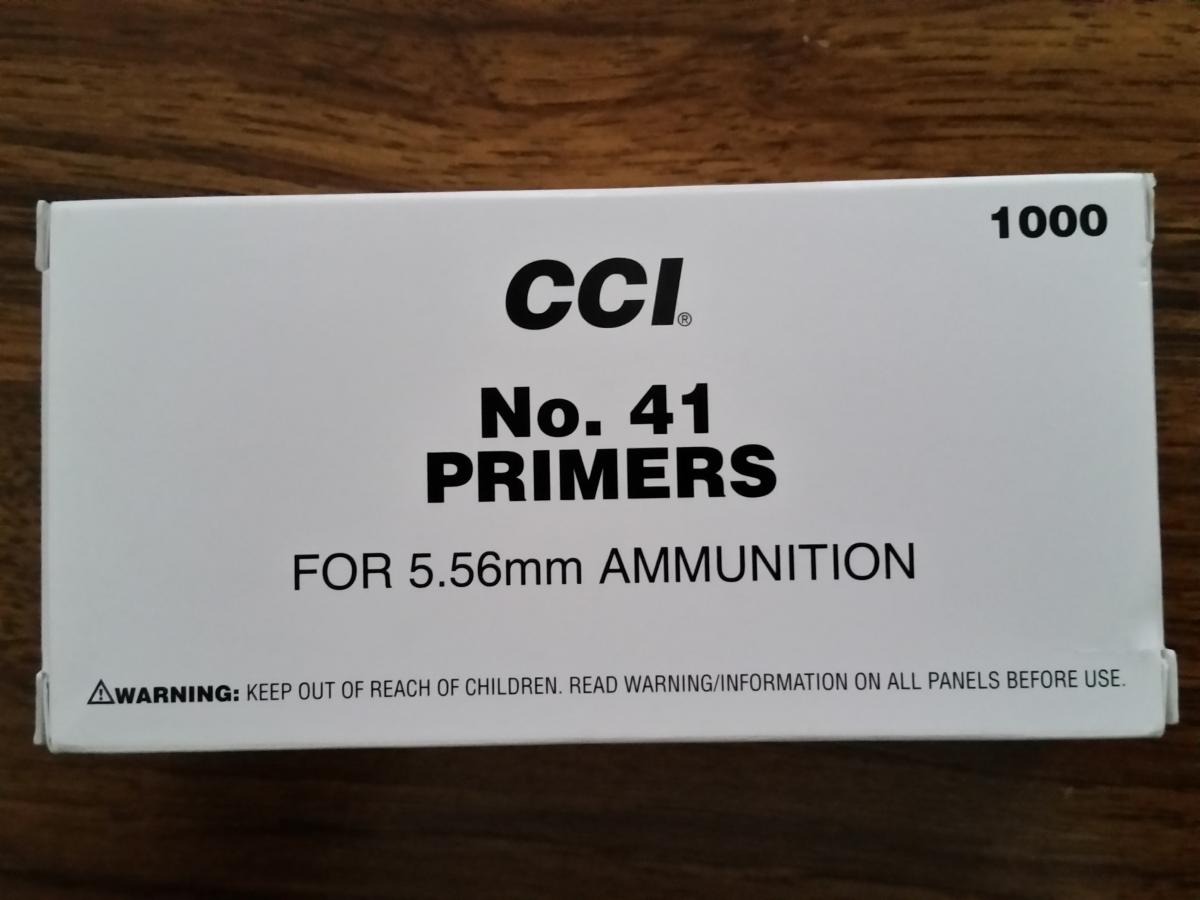 1000
CCI®
No. 41
PRIMERS
FOR 5.56mm AMMUNITION
⚠WARNING: KEEP OUT OF REACH OF CHILDREN. READ WARNING/INFORMATION ON ALL PANELS BEFORE USE.